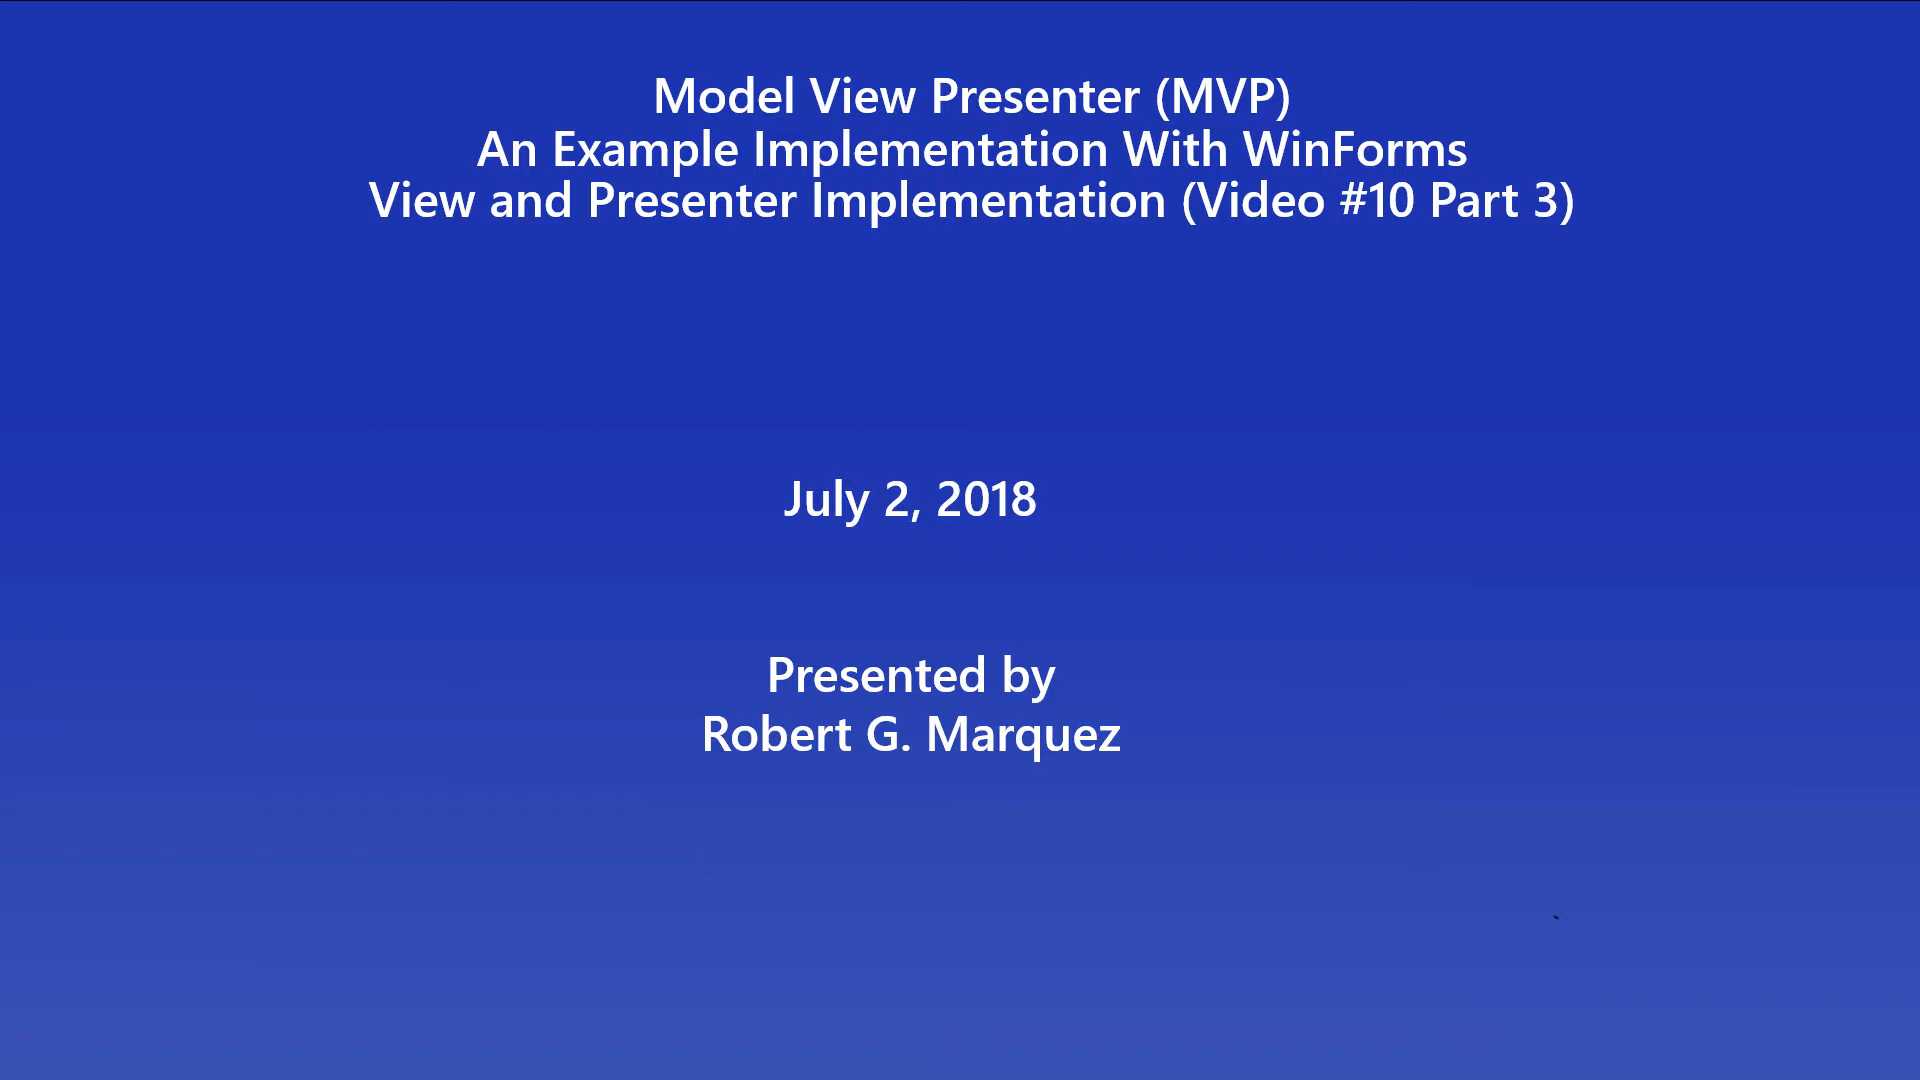 Model View Presenter (MVP)
An Example Implementation With WinForms
View and Presenter Implementation (Video #10 Part 3)
July 2, 2018
Presented by
Robert G. Marquez